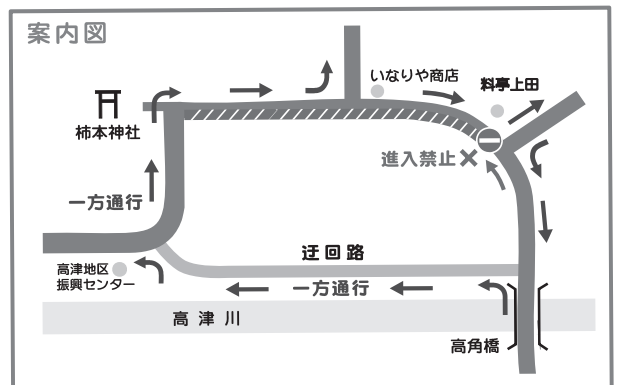 案内図
いなりや商店
料亭上田
柿本神社
進入禁止
一方通行
迂回路
高津地区
振興センター
一方通行
高津川
高角橋